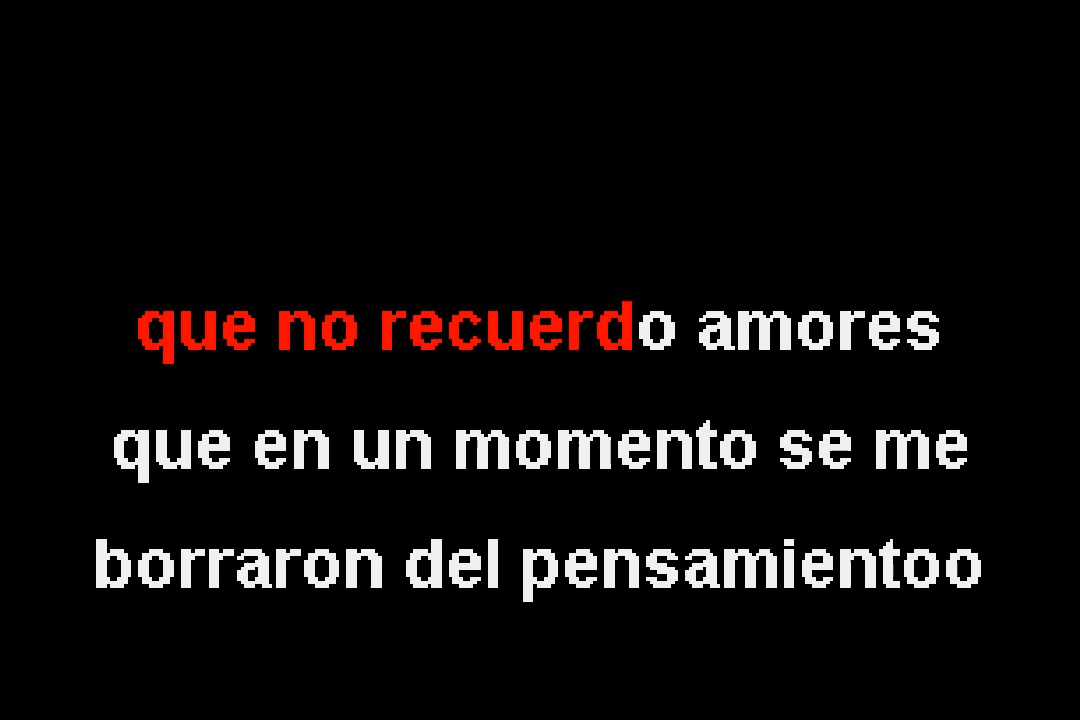 que no recuerdo amores
que en un momento se me
borraron del pensamientoo